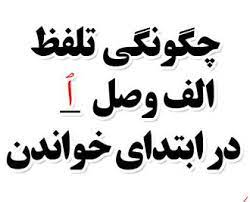 چگونگی تلفظ
الف وصل ٱ
در ابتدای خواندن